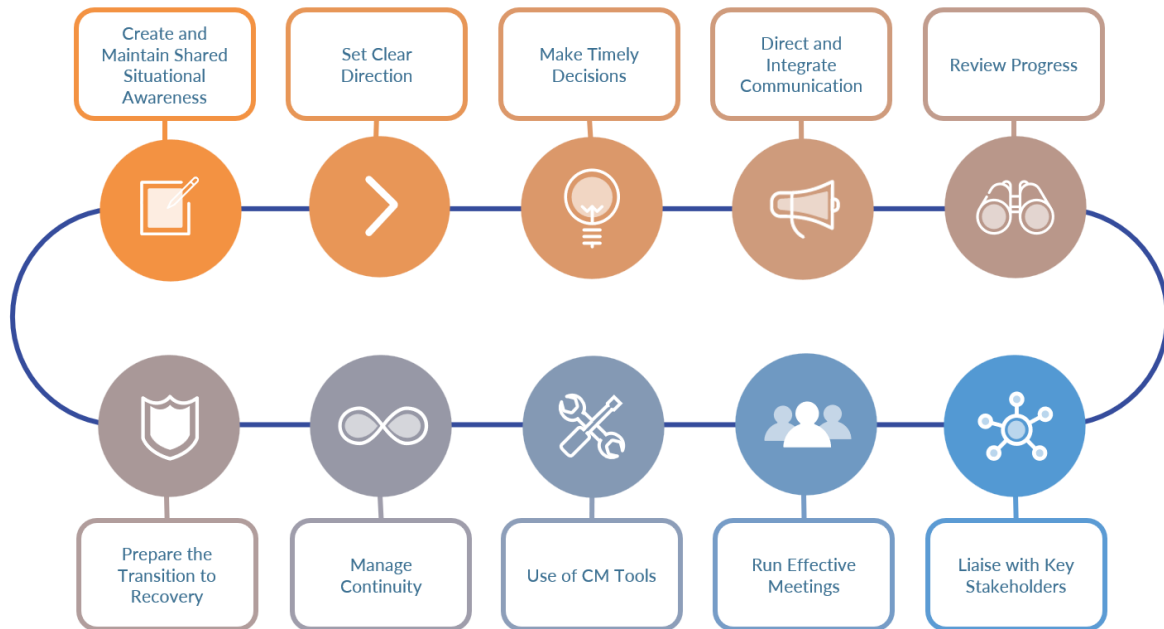 Create and
Maintain Shared
Situational
Awareness
Set Clear
Direction
Make Timely
Decisions
Direct and
Integrate
Communication
Review Progress
Prepare the
Transition to
Recovery
Manage
Continuity
Use of CM Tools
Run Effective
Meetings
Liaise with Key
Stakeholders